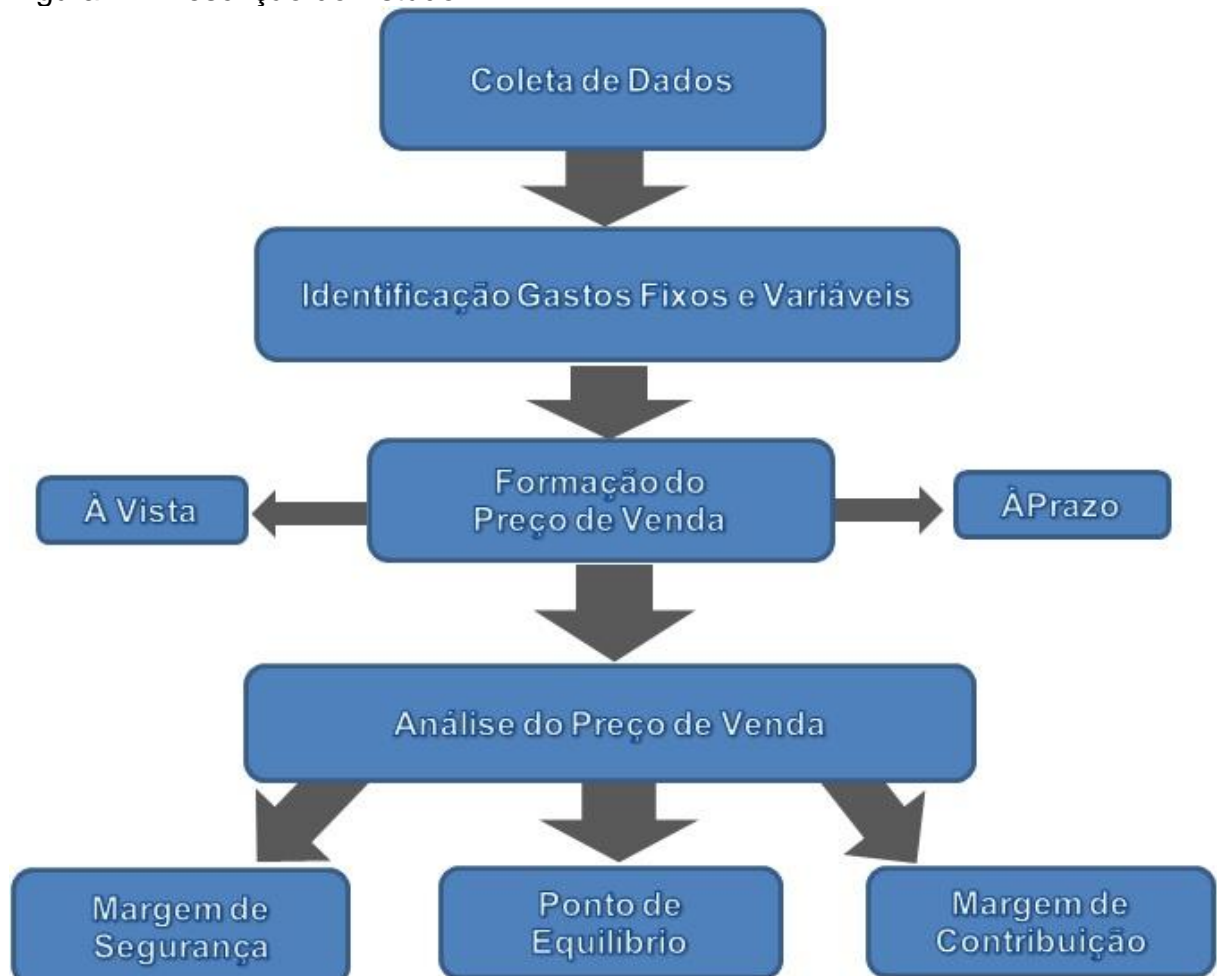 Coleta de Dados
Identificação Gastos Fixos e Variáveis
Formação do
Preço de Venda
À Vista
ÀPrazo
Análise do Preço de Venda
Margem de
Segurança
Ponto de
Equilíbrio
Margem de
Contribuição